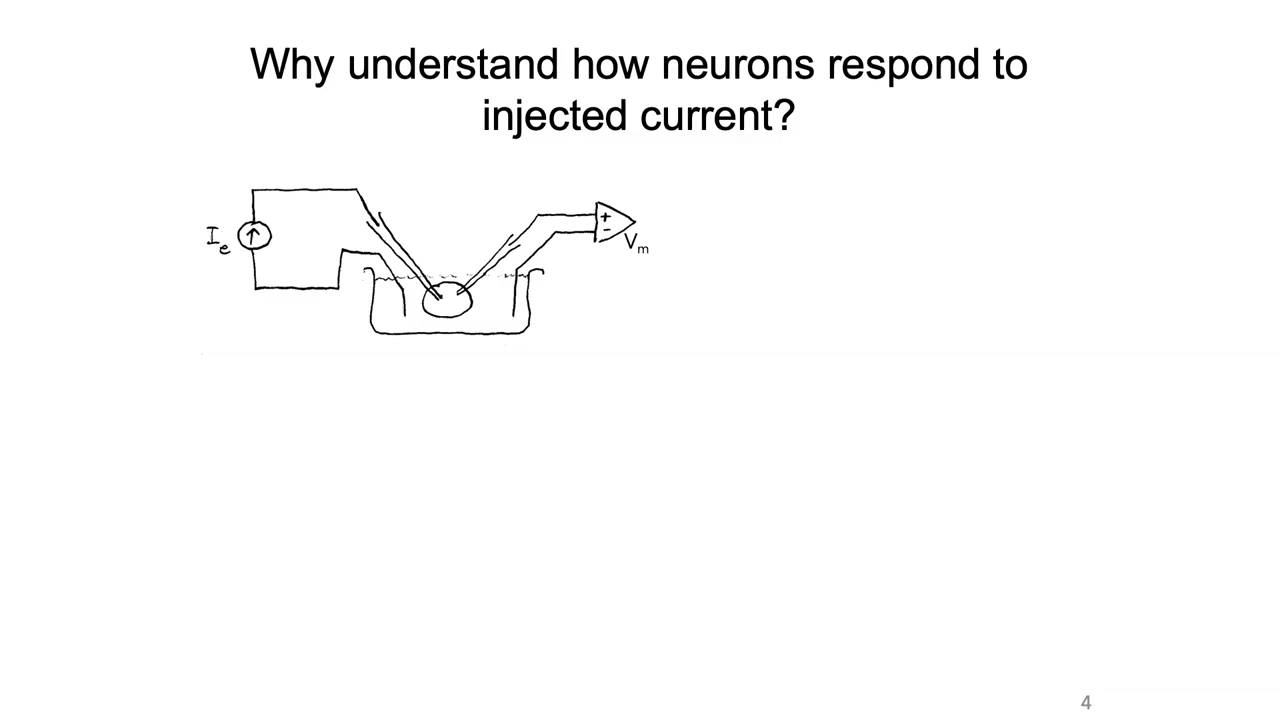 Why understand how neurons respond to
injected current?
Iₑ
+
-
Vₘ
4